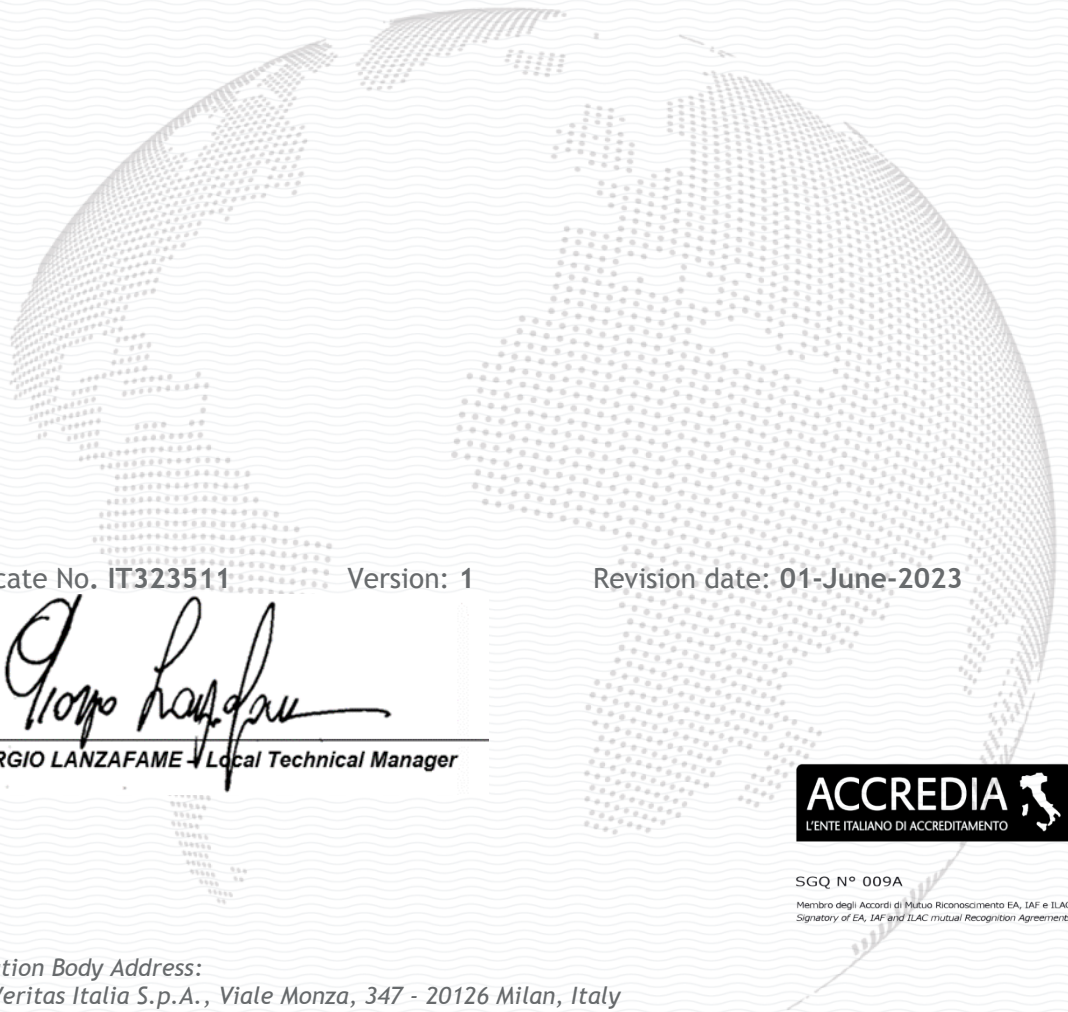 cate No. IT323511 Version: 1 Revision date: 01-June-2023
RGIO LANZAFAME - Local Technical Manager
ACCREDIA
L'ENTE ITALIANO DI ACCREDITAMENTO
SGQ N° 009A
Membro degli Accordi di Mutuo Riconoscimento EA, IAF e ILAC
Signatory of EA, IAF and ILAC mutual Recognition Agreement
tion Body Address:
Veritas Italia S.p.A., Viale Monza, 347 - 20126 Milan, Italy